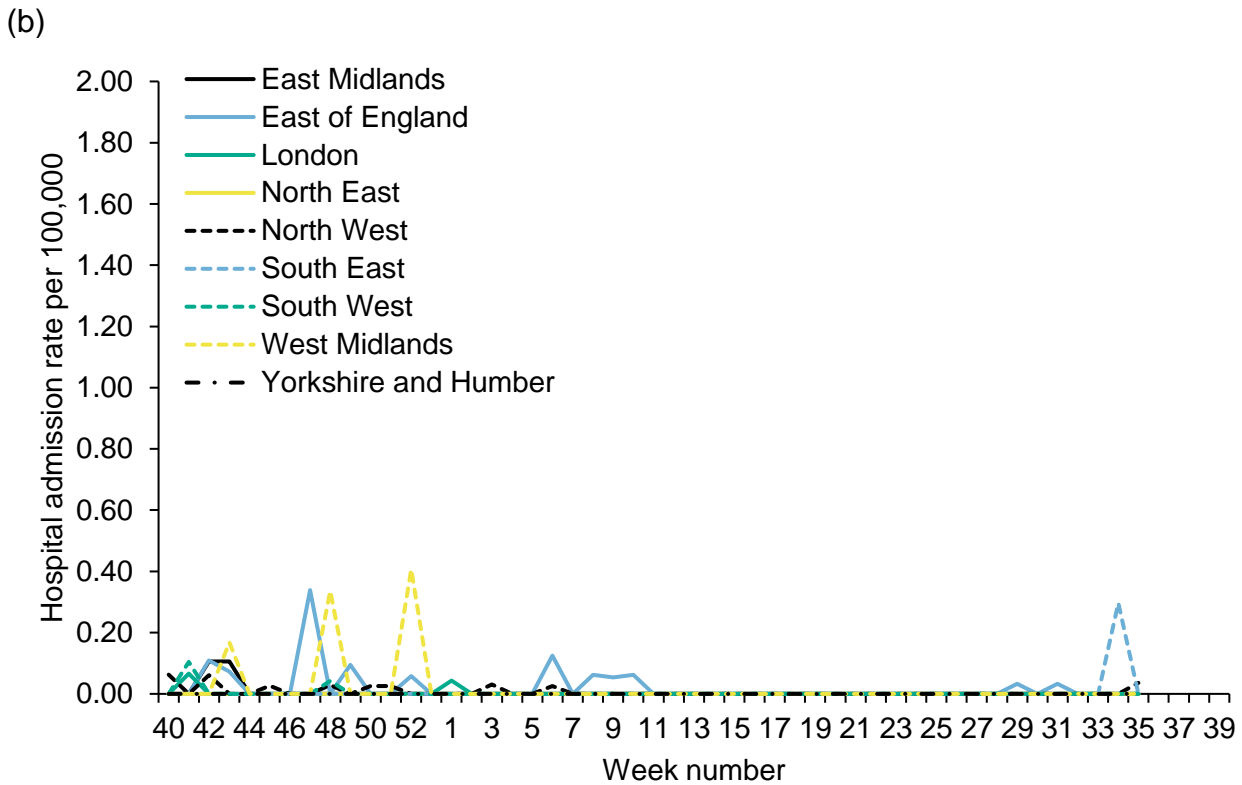 (b)
East Midlands
East of England
London
North East
North West
South East
South West
West Midlands
Yorkshire and Humber
2.00
1.80
1.60
1.40
1.20
1.00
0.80
0.60
0.40
0.20
0.00
Hospital admission rate per 100,000
40 42 44 46 48 50 52 1 3 5 7 9 11 13 15 17 19 21 23 25 27 29 31 33 35 37 39
Week number